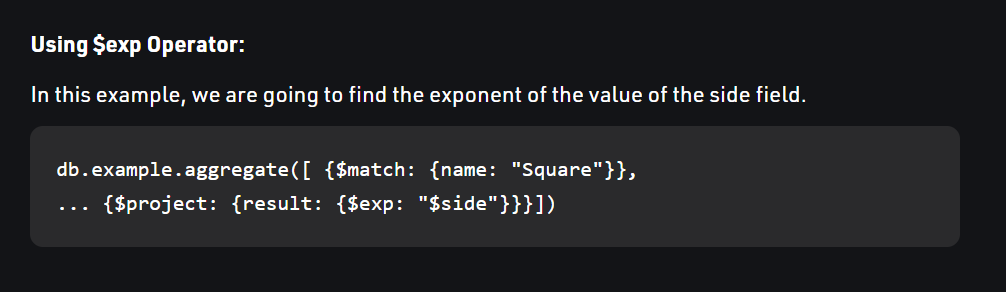 Using $exp Operator:
In this example, we are going to find the exponent of the value of the side field.
db.example.aggregate([ {$match: {name: "Square"}},
... {$project: {result: {$exp: "$side"}}}])